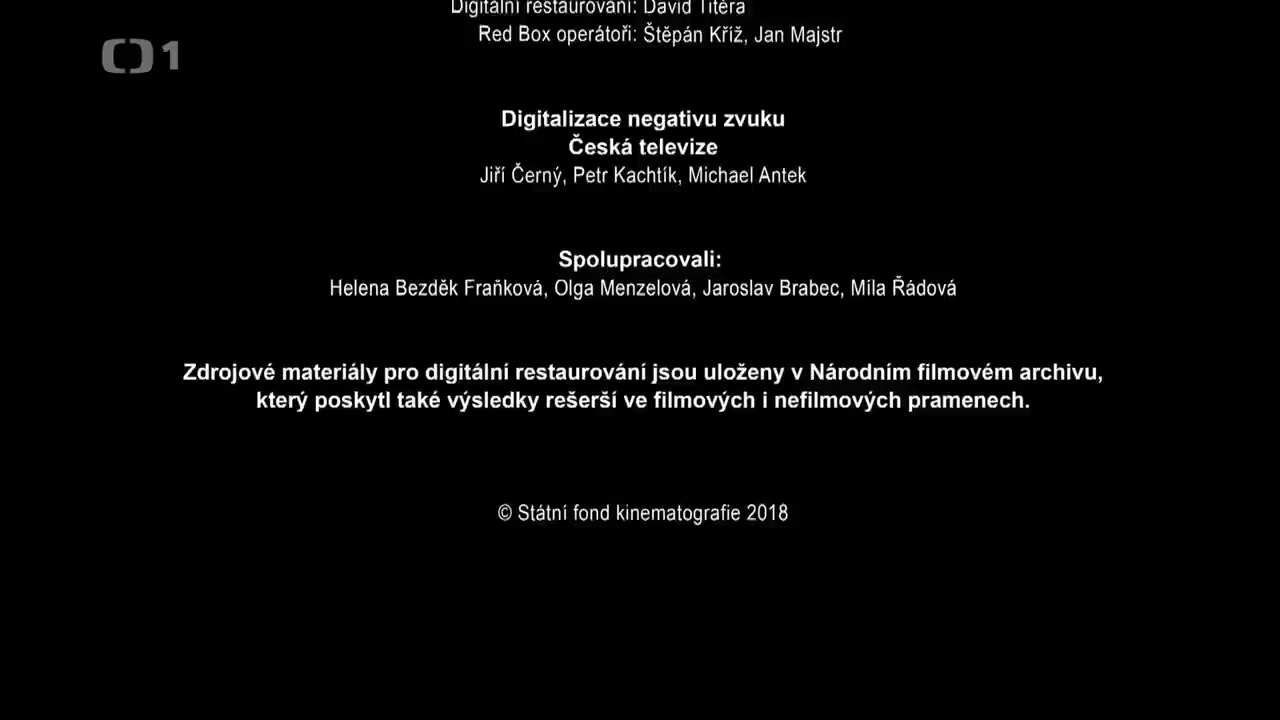 Digitální restaurování: David Titěra
Red Box operátoři: Štěpán Kříž, Jan Majstr
ČT1
Digitalizace negativu zvuku
Česká televize
Jiří Černý, Petr Kachtík, Michael Antek
Spolupracovali:
Helena Bezděk Fraňková, Olga Menzelová, Jaroslav Brabec, Míla Řádová
Zdrojové materiály pro digitální restaurování jsou uloženy v Národním filmovém archivu,
který poskytl také výsledky rešerší ve filmových i nefilmových pramenech.
© Státní fond kinematografie 2018